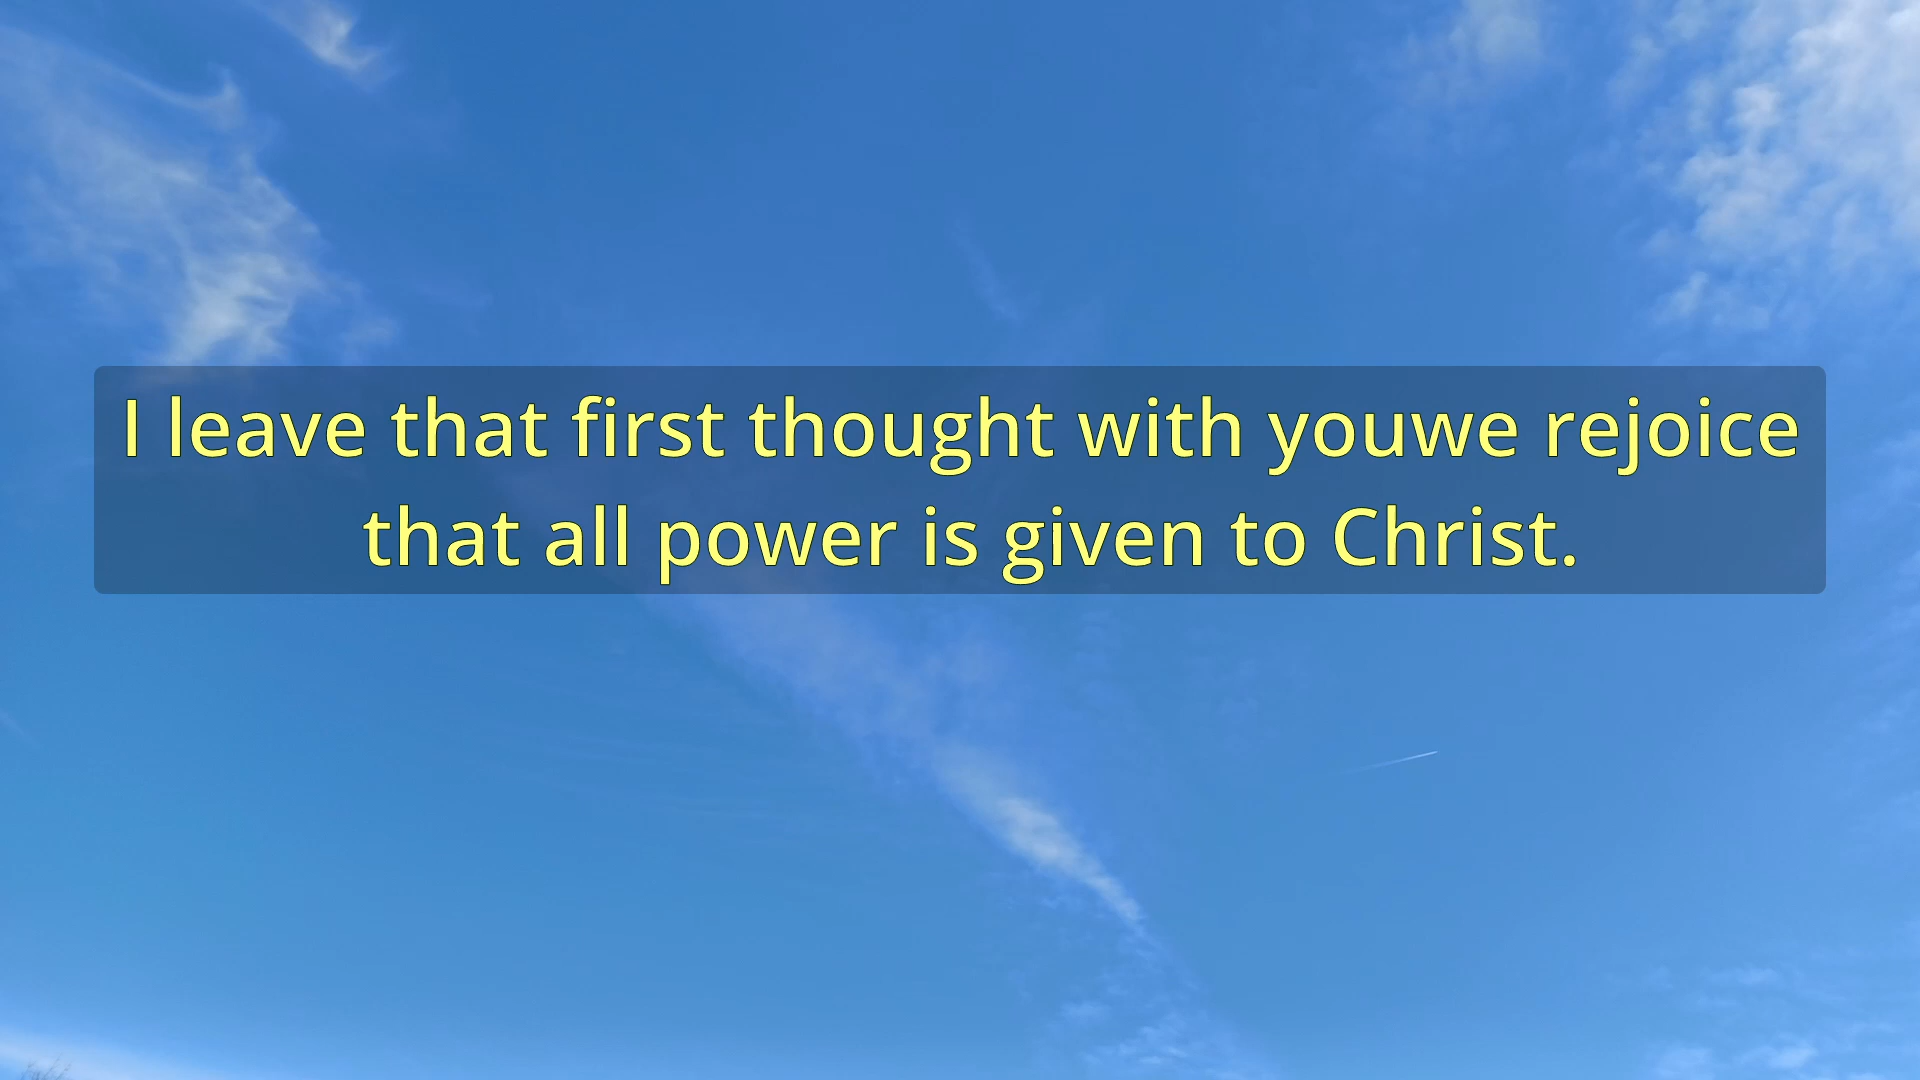 I leave that first thought with youwe rejoice
that all power is given to Christ.